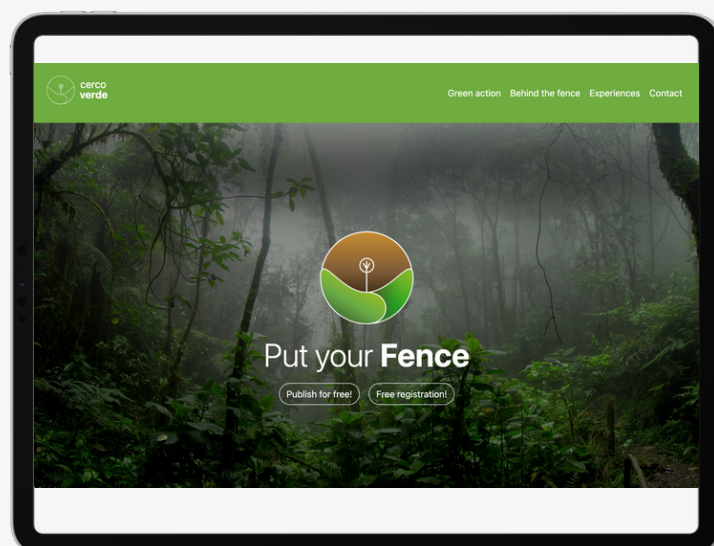 cerco
verde
Green action Behind the fence Experiences Contact
Put your Fence
Publish for free! Free registration!